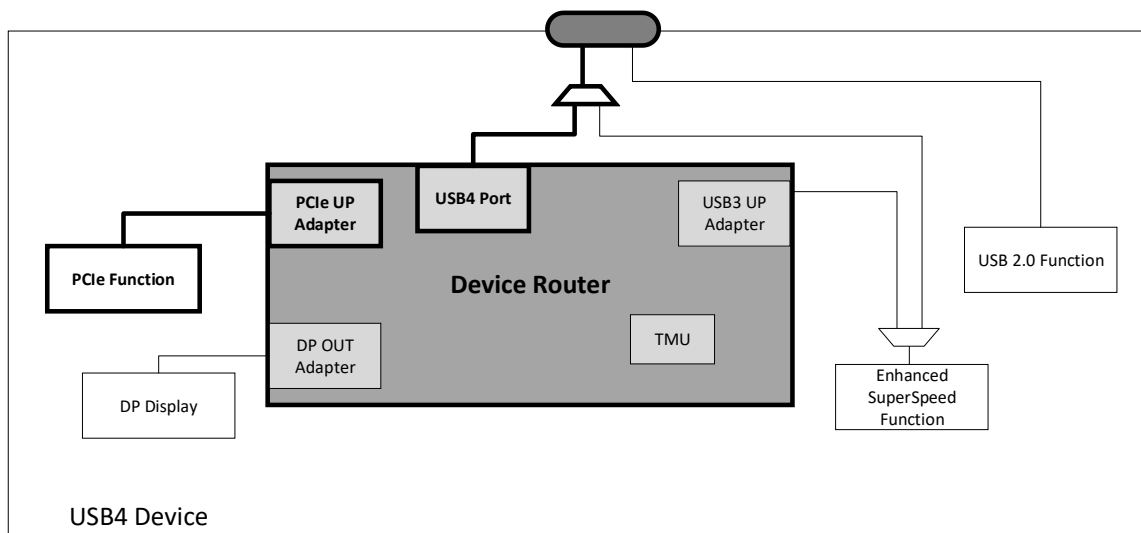 PCIe UP
Adapter
USB4 Port
USB3 UP
Adapter
PCIe Function
Device Router
USB 2.0 Function
DP OUT
Adapter
TMU
DP Display
Enhanced
SuperSpeed
Function
USB4 Device